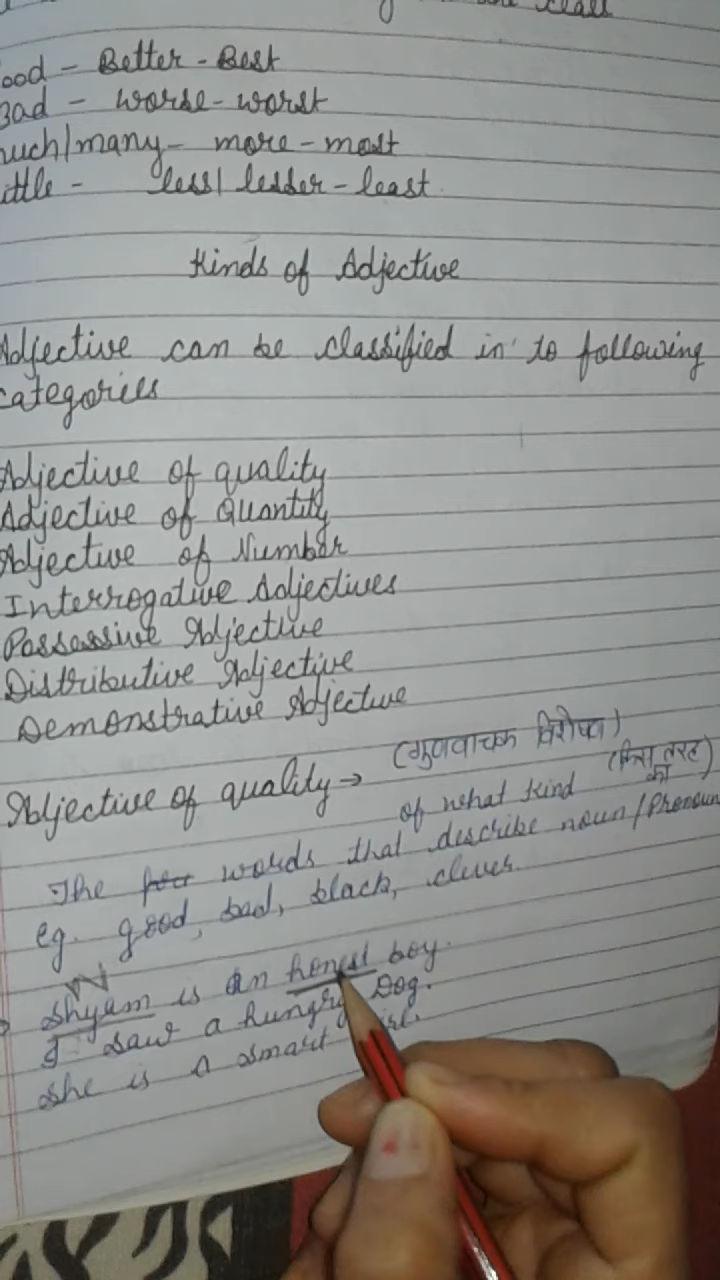 ood - Better - Best
Bad - worse - worst
much/many - more - most
ittle - less/lesser - least
Kinds of Adjective
Adjective can be classified in to following
categories
Adjective of quality
Adjective of Quantity
Adjective of Number
Interrogative Adjectives
Possessive Adjective
Distributive Adjective
Demonstrative Adjective
Adjective of quality → (गुणवाचक विशेषण)
of what kind (किस तरह का)
The words that describe noun/Pronoun
eg. good, bad, black, clever
N
Shyam is an honest boy.
I saw a hungry Dog.
She is a smart irl.